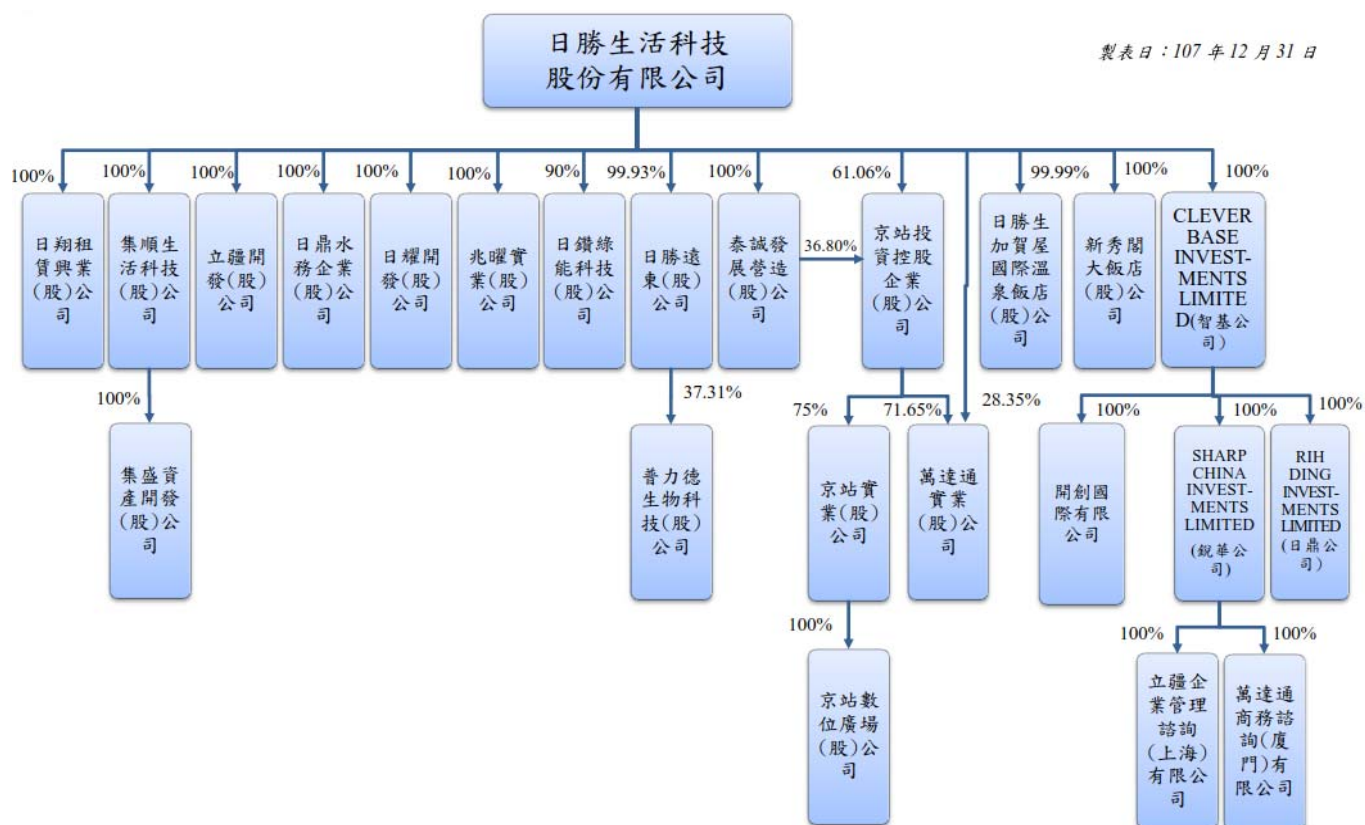 日勝生活科技
股份有限公司
製表日：107 年 12 月 31 日
100%
100%
100%
100%
100%
100%
90%
99.93%
100%
61.06%
99.99%
100%
100%
日翔租
賃興業
(股)公
司
集順生
活科技
(股)公
司
立疆開
發(股)
公司
日鼎水
務企業
(股)公
司
日耀開
發(股)
公司
兆曜實
業(股)
公司
日鑽綠
能科技
(股)公
司
日勝遠
東(股)
公司
泰誠發
展營造
(股)公
司
36.80%
京站投
資控股
企業
(股)公
司
日勝生
加賀屋
國際溫
泉飯店
(股)公
司
新秀閣
大飯店
(股)公
司
CLEVER
BASE
INVEST-
MENTS
LIMITE
D(智基公
司)
100%
37.31%
75%
71.65%
28.35%
100%
100%
100%
集盛資
產開發
(股)公
司
普力德
生物科
技(股)
公司
京站實
業(股)
公司
萬達通
實業
(股)公
司
開創國
際有限
公司
SHARP
CHINA
INVEST-
MENTS
LIMITED
(銳華公
司)
RIH
DING
INVEST-
MENTS
LIMITED
(日鼎公
司)
100%
100%
100%
京站數
位廣場
(股)公
司
立疆企
業管理
諮詢
(上海)
有限公
司
萬達通
商務諮
詢(廈
門)有
限公司